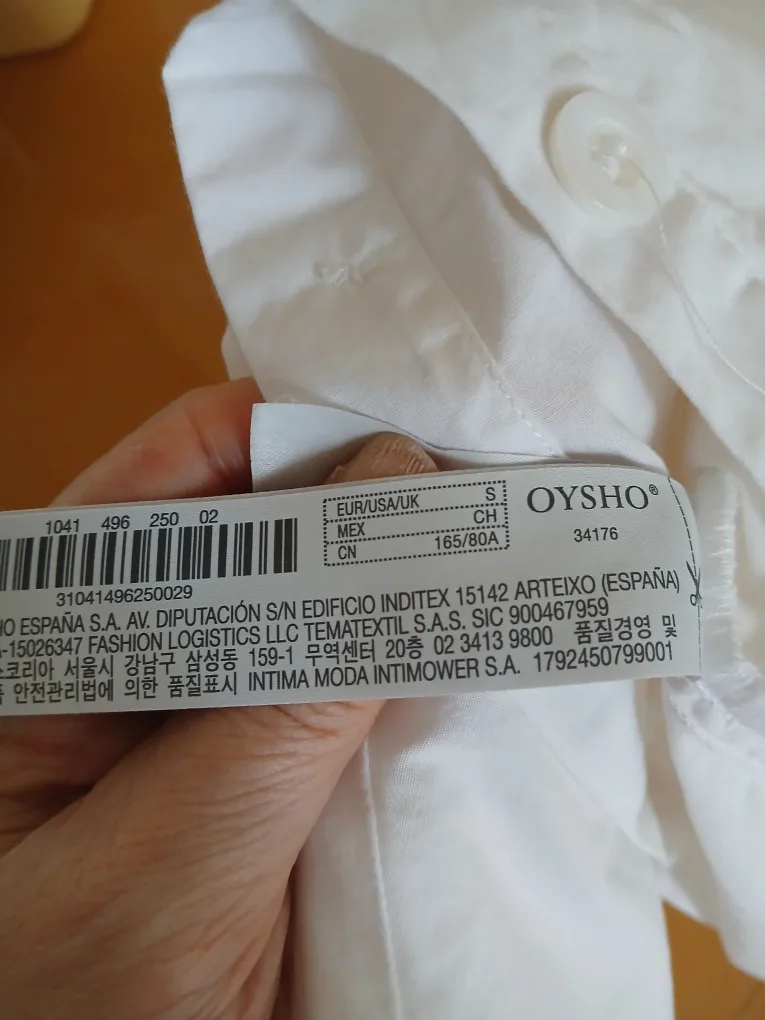 OYSHO®
34176
EUR/USA/UK S
MEX CH
CN 165/80A
1041 496 250 02
31041496250029
ESPAÑA S.A. AV. DIPUTACIÓN S/N EDIFICIO INDITEX 15142 ARTEIXO (ESPAÑA)
A-15026347 FASHION LOGISTICS LLC TEMATEXTIL S.A.S. SIC 900467959
서울시 강남구 삼성동 159-1 무역센터 20층 02 3413 9800 품질경영 및
안전관리법에 의한 품질표시 INTIMA MODA INTIMOWER S.A. 1792450799001